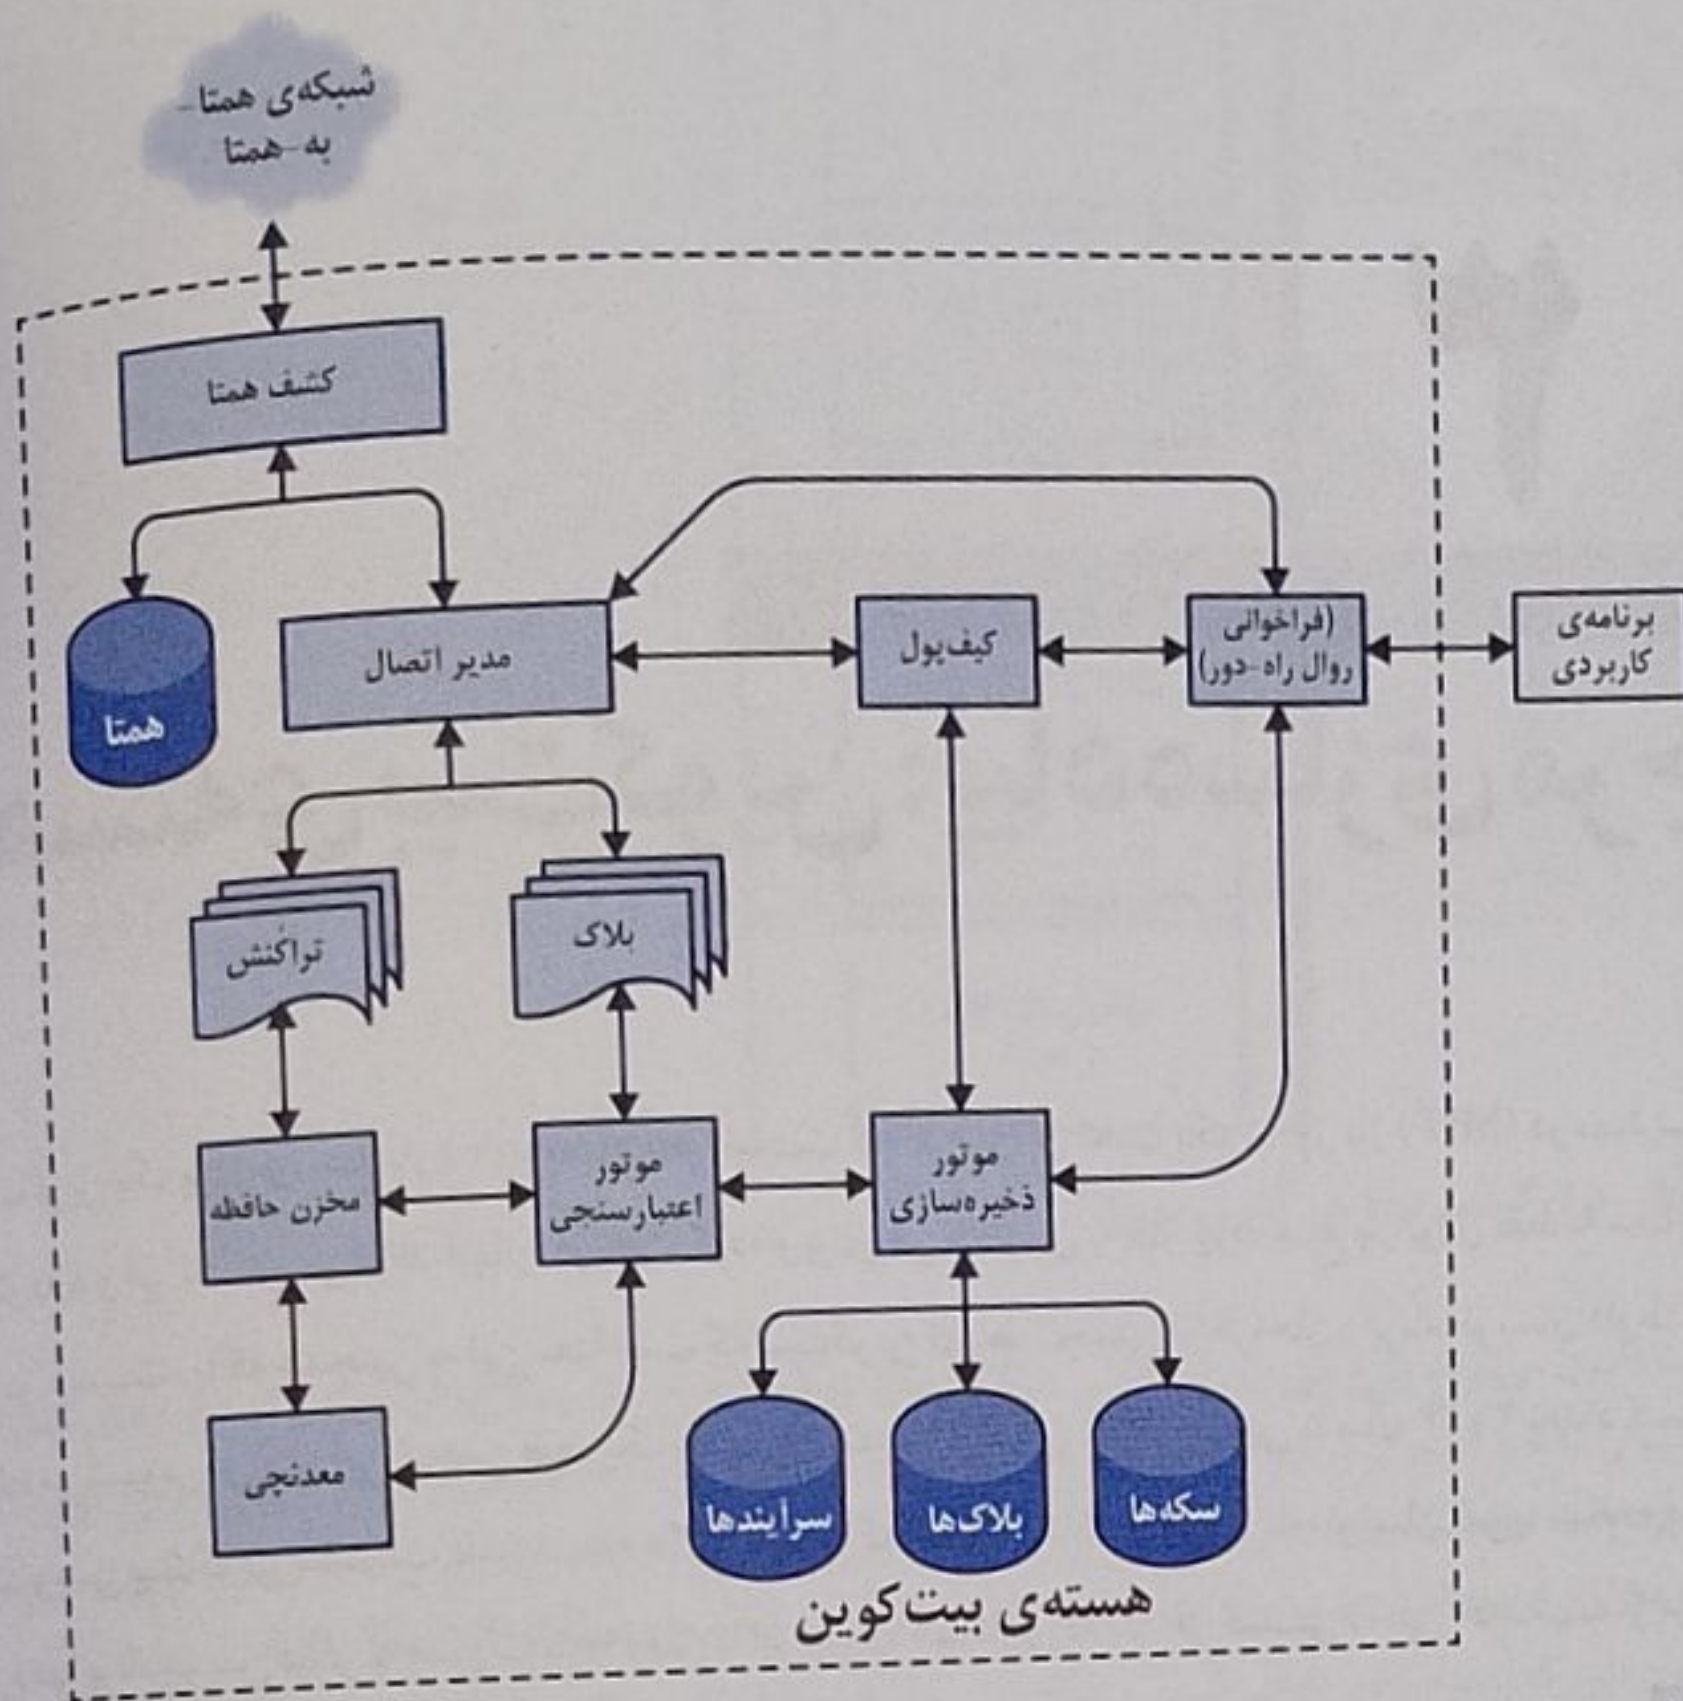 شبکه‌ی همتا-
به-همتا
کشف همتا
همتا
مدیر اتصال
کیف‌پول
(فراخوانی
روال راه-دور)
برنامه‌ی
کاربردی
تراکُنش
بلاک
مخزن حافظه
موتور
اعتبارسنجی
موتور
ذخیره‌سازی
معدنچی
سرآیندها
بلاک‌ها
سکه‌ها
هسته‌ی بیت‌کوین